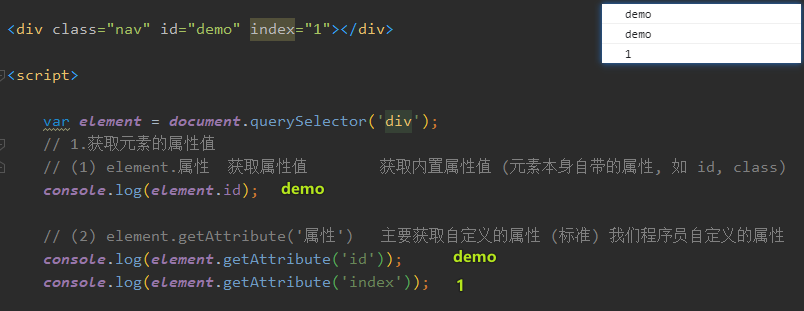 <div class="nav" id="demo" index="1"></div>
demo
demo
1
<script>
var element = document.querySelector('div');
// 1.获取元素的属性值
// (1) element.属性  获取属性值       获取内置属性值 (元素本身自带的属性, 如 id, class)
console.log(element.id); demo
// (2) element.getAttribute('属性')  主要获取自定义的属性 (标准) 我们程序员自定义的属性
console.log(element.getAttribute('id')); demo
console.log(element.getAttribute('index')); 1